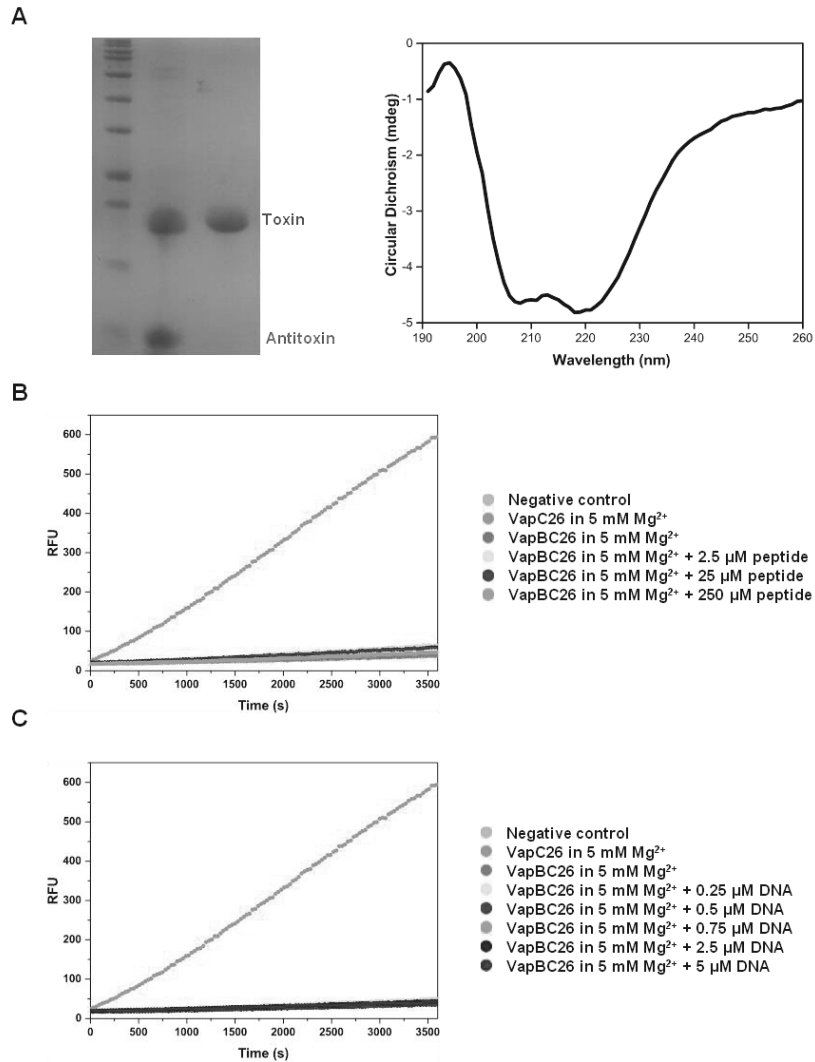 A
Toxin
Antitoxin
Circular Dichroism (mdeg)
0
-1
-2
-3
-4
-5
190 200 210 220 230 240 250 260
Wavelength (nm)
B
RFU
600
500
400
300
200
100
0
0 500 1000 1500 2000 2500 3000 3500
Time (s)
Negative control
VapC26 in 5 mM Mg²⁺
VapBC26 in 5 mM Mg²⁺
VapBC26 in 5 mM Mg²⁺ + 2.5 µM peptide
VapBC26 in 5 mM Mg²⁺ + 25 µM peptide
VapBC26 in 5 mM Mg²⁺ + 250 µM peptide
C
RFU
600
500
400
300
200
100
0
0 500 1000 1500 2000 2500 3000 3500
Time (s)
Negative control
VapC26 in 5 mM Mg²⁺
VapBC26 in 5 mM Mg²⁺
VapBC26 in 5 mM Mg²⁺ + 0.25 µM DNA
VapBC26 in 5 mM Mg²⁺ + 0.5 µM DNA
VapBC26 in 5 mM Mg²⁺ + 0.75 µM DNA
VapBC26 in 5 mM Mg²⁺ + 2.5 µM DNA
VapBC26 in 5 mM Mg²⁺ + 5 µM DNA